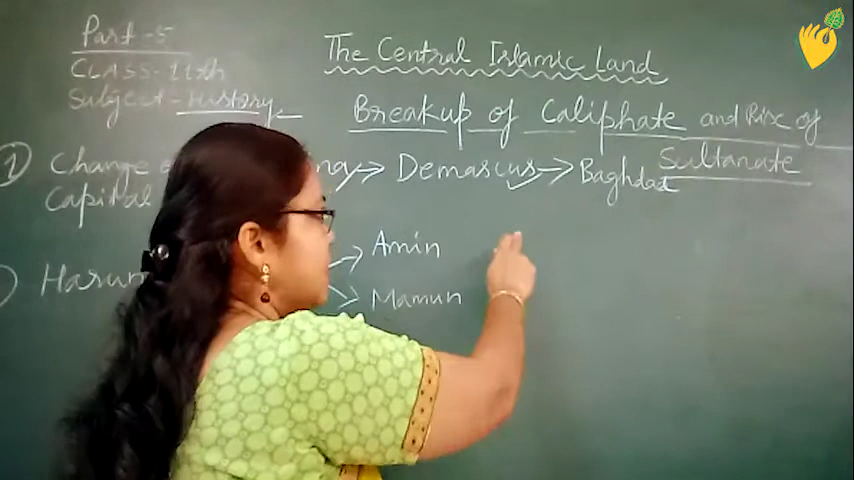 Part-5
CLASS-11th
Subject-History
The Central Islamic Land
Breakup of Caliphate and Rise of
Sultanate
1 Change → Demascus → Baghdad
Capital
Harun → Amin
→ Mamun